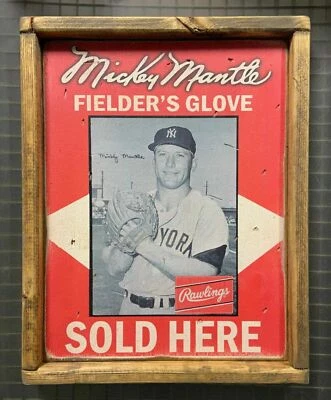 Mickey Mantle
FIELDER'S GLOVE
NY
Mickey Mantle
YORK
Rawlings
SOLD HERE